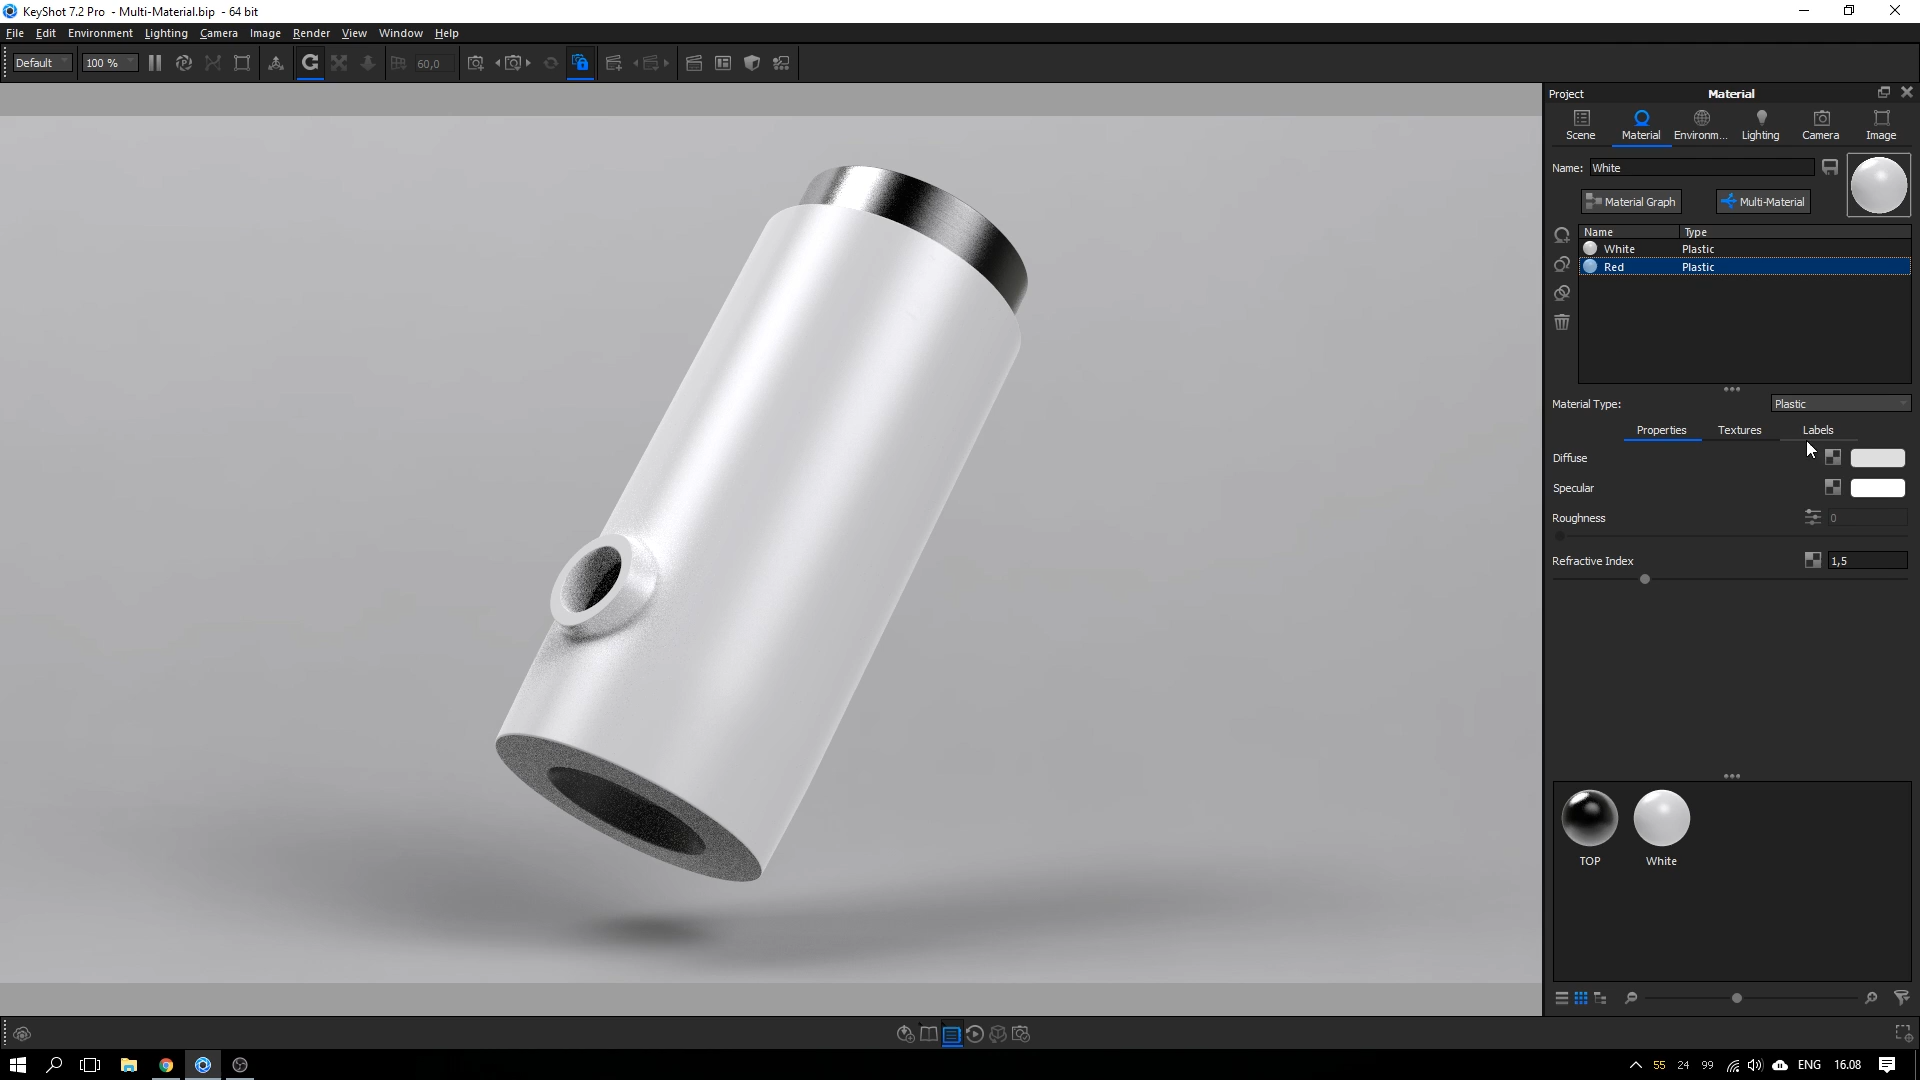 KeyShot 7.2 Pro - Multi-Material.bip - 64 bit
File Edit Environment Lighting Camera Image Render View Window Help
Default 100 % 60,0
Project Material
Scene Material Environm... Lighting Camera Image
Name: White
Material Graph Multi-Material
Name Type
White Plastic
Red Plastic
Material Type: Plastic
Properties Textures Labels
Diffuse
Specular
Roughness 0
Refractive Index 1,5
TOP White
55 24 99 ENG 16.08